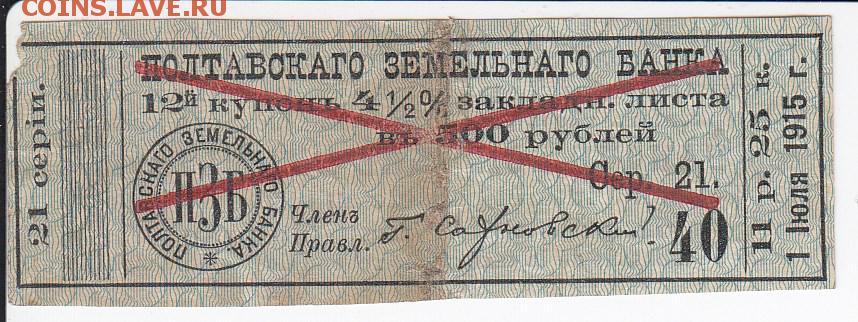 COINS.LAVE.RU
21 серіи.
ПОЛТАВСКАГО ЗЕМЕЛЬНАГО БАНКА
12й купонъ 4½% закладн. листа
въ 500 рублей
Сер. 21.
ПОЛТАВСКАГО ЗЕМЕЛЬНАГО БАНКА *
ПЗБ
Членъ
Правл.
40
11 р. 25 к.
1 Іюля 1915 г.